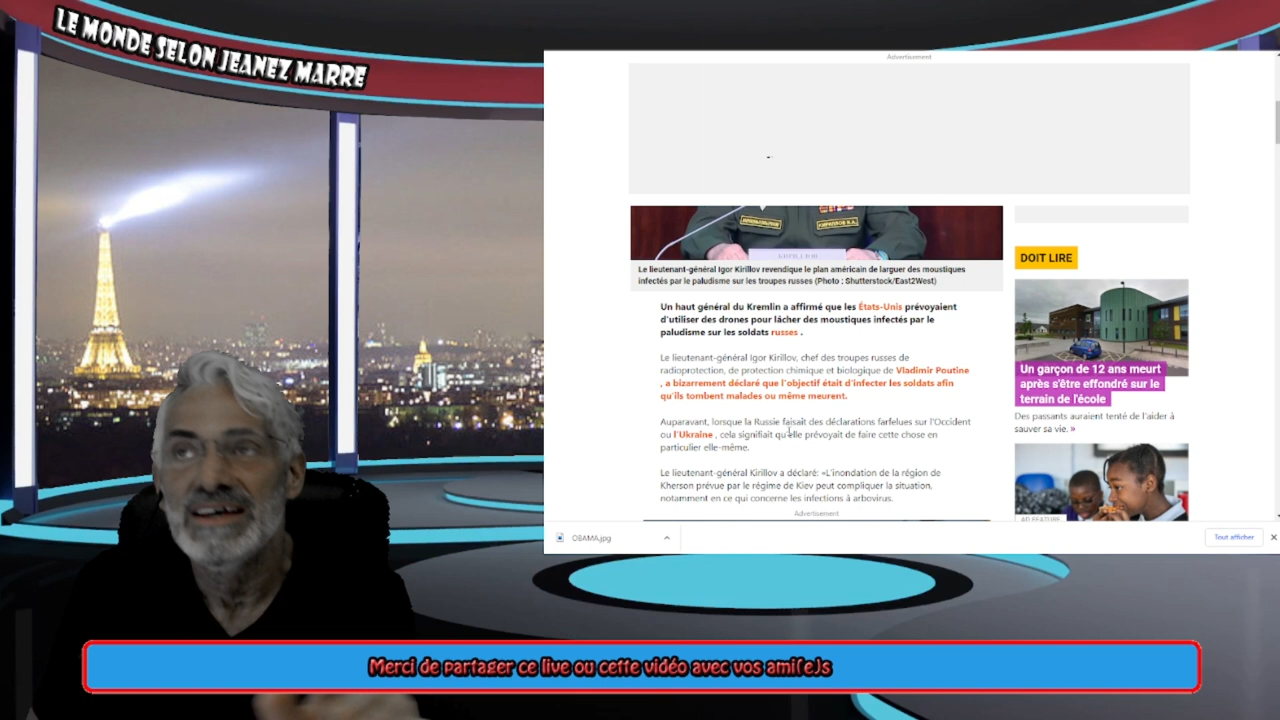 LE MONDE SELON JEANEZ MARRE
Advertisement
Le lieutenant-général Igor Kirillov revendique le plan américain de larguer des moustiques
infectés par le paludisme sur les troupes russes (Photo : Shutterstock/East2West)
Un haut général du Kremlin a affirmé que les États-Unis prévoyaient
d'utiliser des drones pour lâcher des moustiques infectés par le
paludisme sur les soldats russes .
Le lieutenant-général Igor Kirillov, chef des troupes russes de
radioprotection, de protection chimique et biologique de Vladimir Poutine
, a bizarrement déclaré que l'objectif était d'infecter les soldats afin
qu'ils tombent malades ou même meurent.
Auparavant, lorsque la Russie faisait des déclarations farfelues sur l'Occident
ou l'Ukraine , cela signifiait qu'elle prévoyait de faire cette chose en
particulier elle-même.
Le lieutenant-général Kirillov a déclaré: «L'inondation de la région de
Kherson prévue par le régime de Kiev peut compliquer la situation,
notamment en ce qui concerne les infections à arbovirus.
Advertisement
DOIT LIRE
Un garçon de 12 ans meurt
après s'être effondré sur le
terrain de l'école
Des passants auraient tenté de l'aider à
sauver sa vie. »
AD FEATURE
OBAMA.jpg
Tout afficher
Merci de partager ce live ou cette vidéo avec vos ami(e)s